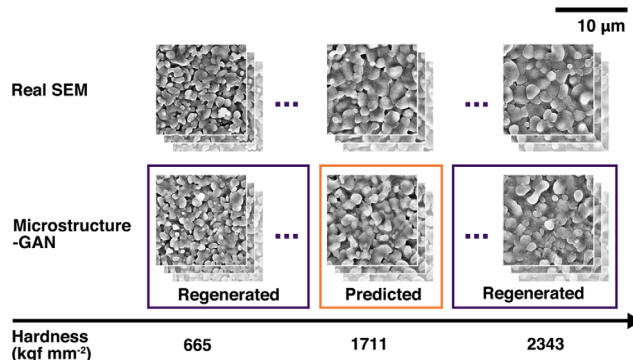 10 µm
Real SEM
...
...
Microstructure
-GAN
...
...
Regenerated
Predicted
Regenerated
Hardness
(kgf mm⁻²)
665
1711
2343